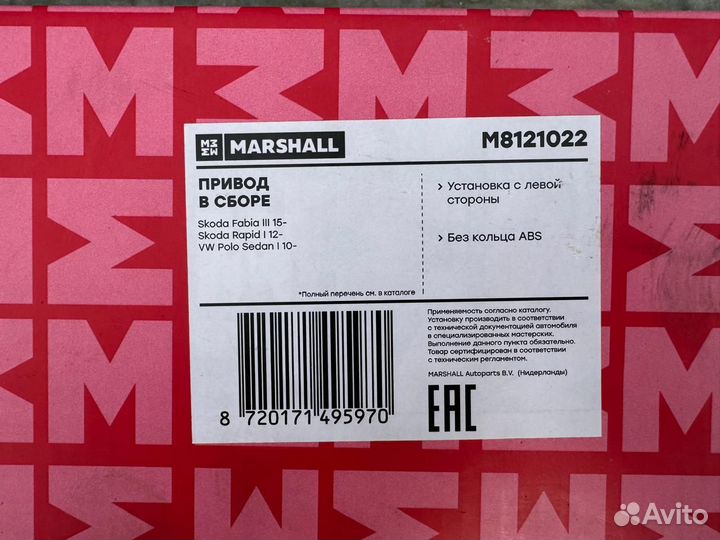 MARSHALL
M8121022
ПРИВОД
В СБОРЕ
Skoda Fabia III 15-
Skoda Rapid I 12-
VW Polo Sedan I 10-
*Полный перечень см. в каталоге
› Установка с левой
стороны
› Без кольца ABS
Применяемость согласно каталогу.
Установку производить в соответствии
с технической документацией автомобиля
в специализированных мастерских.
Выполнение данного пункта обязательно.
Товар сертифицирован в соответствии
с техническим регламентом.
MARSHALL Autoparts B.V. (Нидерланды)
8 720171 495970
EAC
Avito